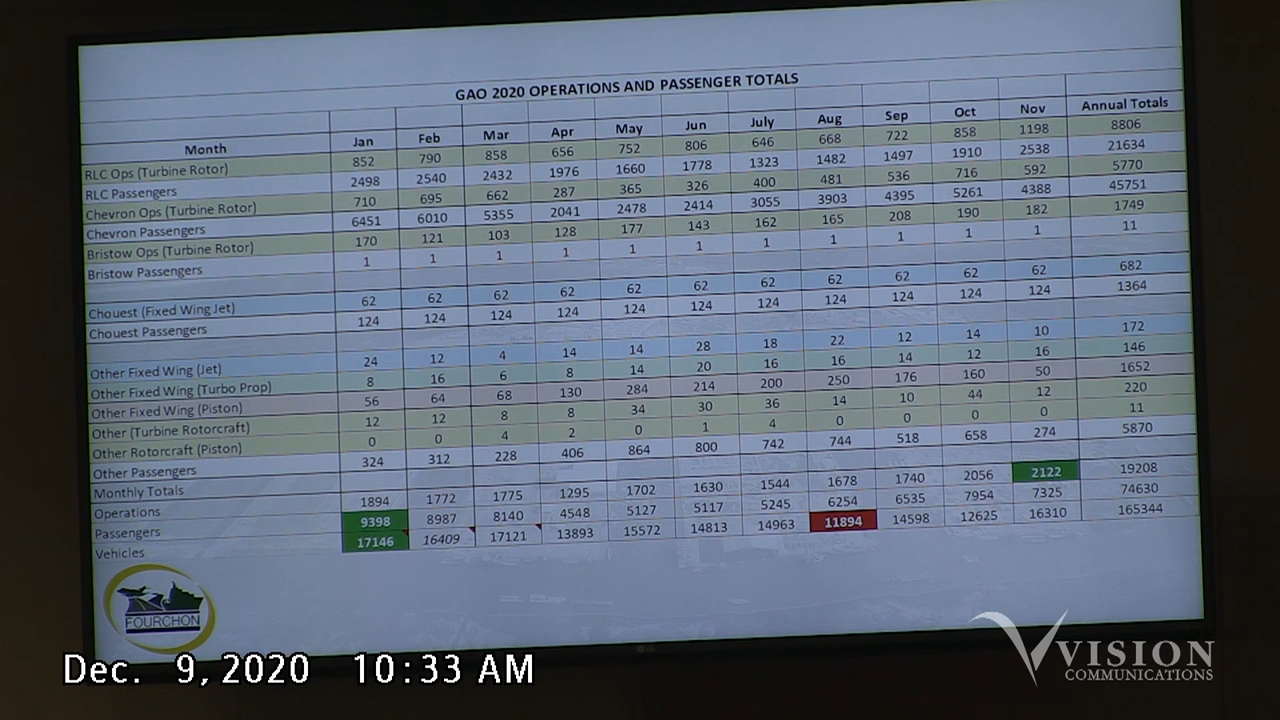 GAO 2020 OPERATIONS AND PASSENGER TOTALS
Month Jan Feb Mar Apr May Jun July Aug Sep Oct Nov Annual Totals
RLC Ops (Turbine Rotor) 852 790 858 656 752 806 646 668 722 858 1198 8806
RLC Passengers 2498 2540 2432 1976 1660 1778 1323 1482 1497 1910 2538 21634
Chevron Ops (Turbine Rotor) 710 695 662 287 365 326 400 481 536 716 592 5770
Chevron Passengers 6451 6010 5355 2041 2478 2414 3055 3903 4395 5261 4388 45751
Bristow Ops (Turbine Rotor) 170 121 103 128 177 143 162 165 208 190 182 1749
Bristow Passengers 1 1 1 1 1 1 1 1 1 1 1 11
Chouest (Fixed Wing Jet) 62 62 62 62 62 62 62 62 62 62 62 682
Chouest Passengers 124 124 124 124 124 124 124 124 124 124 124 1364
Other Fixed Wing (Jet) 24 12 4 14 14 28 18 22 12 14 10 172
Other Fixed Wing (Turbo Prop) 8 16 6 8 14 20 16 16 14 12 16 146
Other Fixed Wing (Piston) 56 64 68 130 284 214 200 250 176 160 50 1652
Other (Turbine Rotorcraft) 12 12 8 8 34 30 36 14 10 44 12 220
Other Rotorcraft (Piston) 0 0 4 2 0 1 4 0 0 0 0 11
Other Passengers 324 312 228 406 864 800 742 744 518 658 274 5870
Monthly Totals
Operations 1894 1772 1775 1295 1702 1630 1544 1678 1740 2056 2122 19208
Passengers 9398 8987 8140 4548 5127 5117 5245 6254 6535 7954 7325 74630
Vehicles 17146 16409 17121 13893 15572 14813 14963 11894 14598 12625 16310 165344
FOURCHON
Dec. 9, 2020 10:33 AM
VISION
COMMUNICATIONS